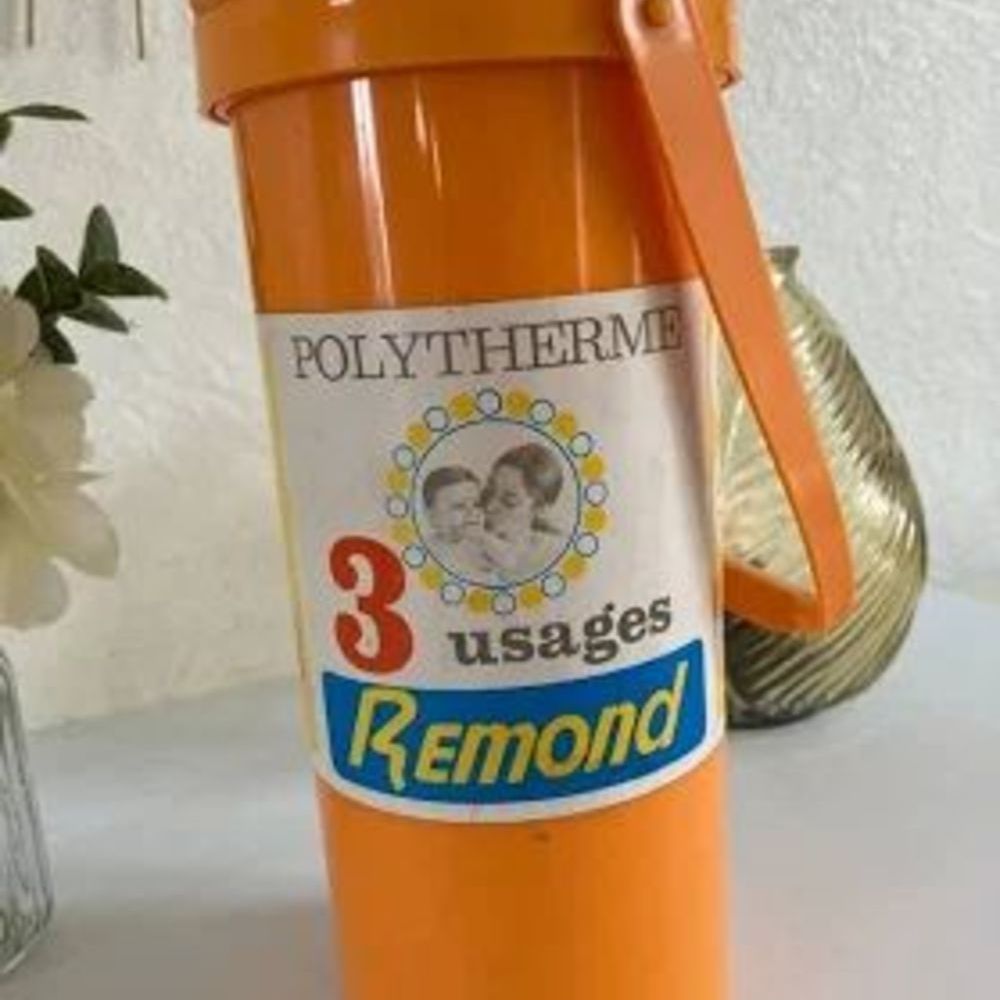 POLYTHERME
3 usages
Remond